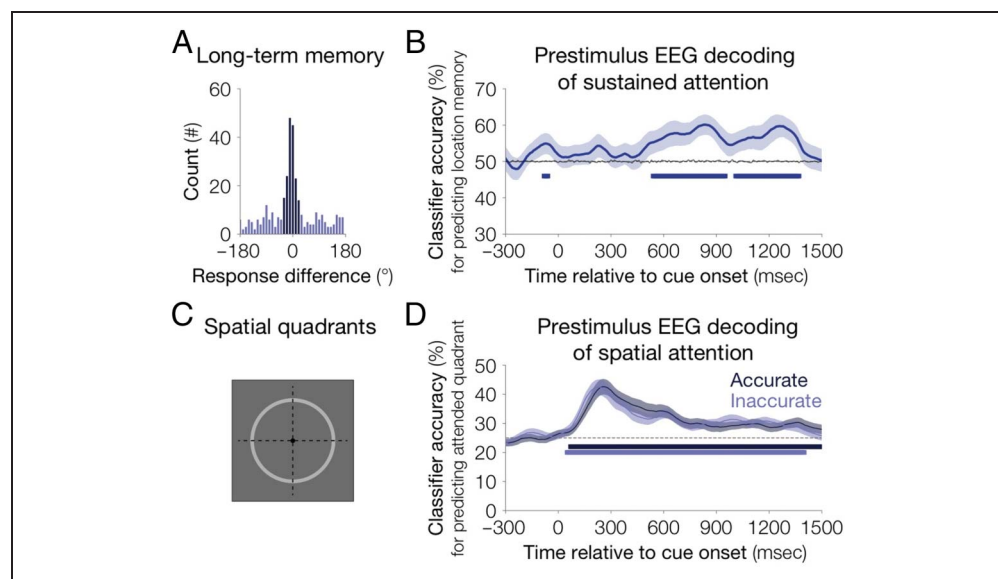 A
Long-term memory
60
40
20
0
Count (#)
−180 0 180
Response difference (°)
B
Prestimulus EEG decoding
of sustained attention
Classifier accuracy (%)
for predicting location memory
70
60
50
40
30
−300 0 300 600 900 1200 1500
Time relative to cue onset (msec)
C
Spatial quadrants
D
Prestimulus EEG decoding
of spatial attention
Classifier accuracy (%)
for predicting attended quadrant
50
40
30
20
10
0
Accurate
Inaccurate
−300 0 300 600 900 1200 1500
Time relative to cue onset (msec)